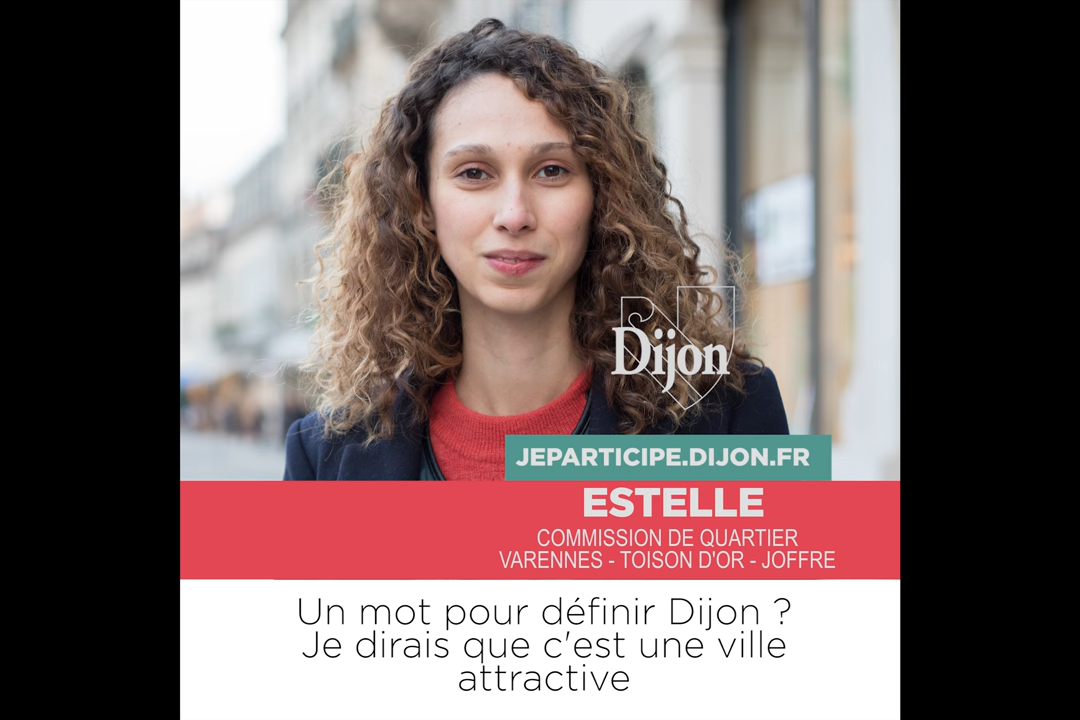 Dijon
JEPARTICIPE.DIJON.FR
ESTELLE
COMMISSION DE QUARTIER
VARENNES - TOISON D'OR - JOFFRE
Un mot pour définir Dijon ?
Je dirais que c'est une ville
attractive